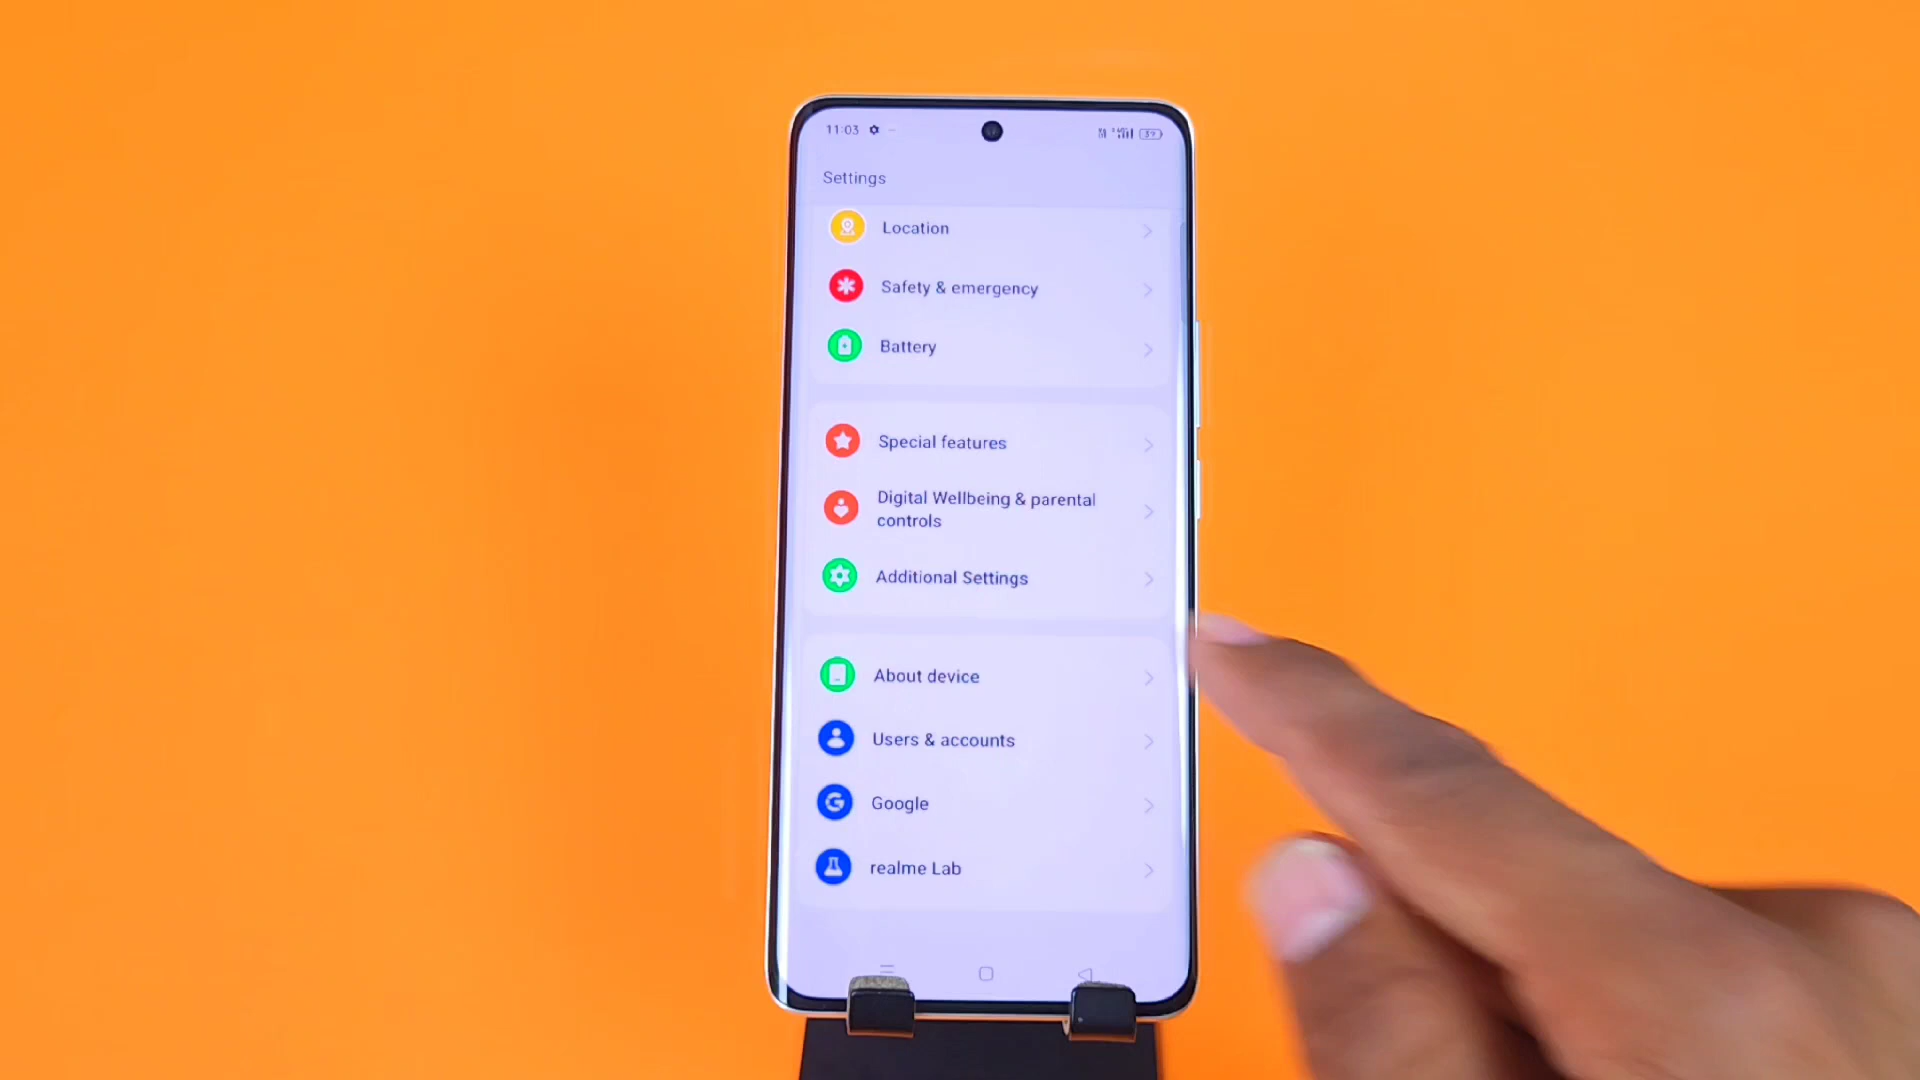 11:03
39
Settings
Location
Safety & emergency
Battery
Special features
Digital Wellbeing & parental
controls
Additional Settings
About device
Users & accounts
Google
realme Lab